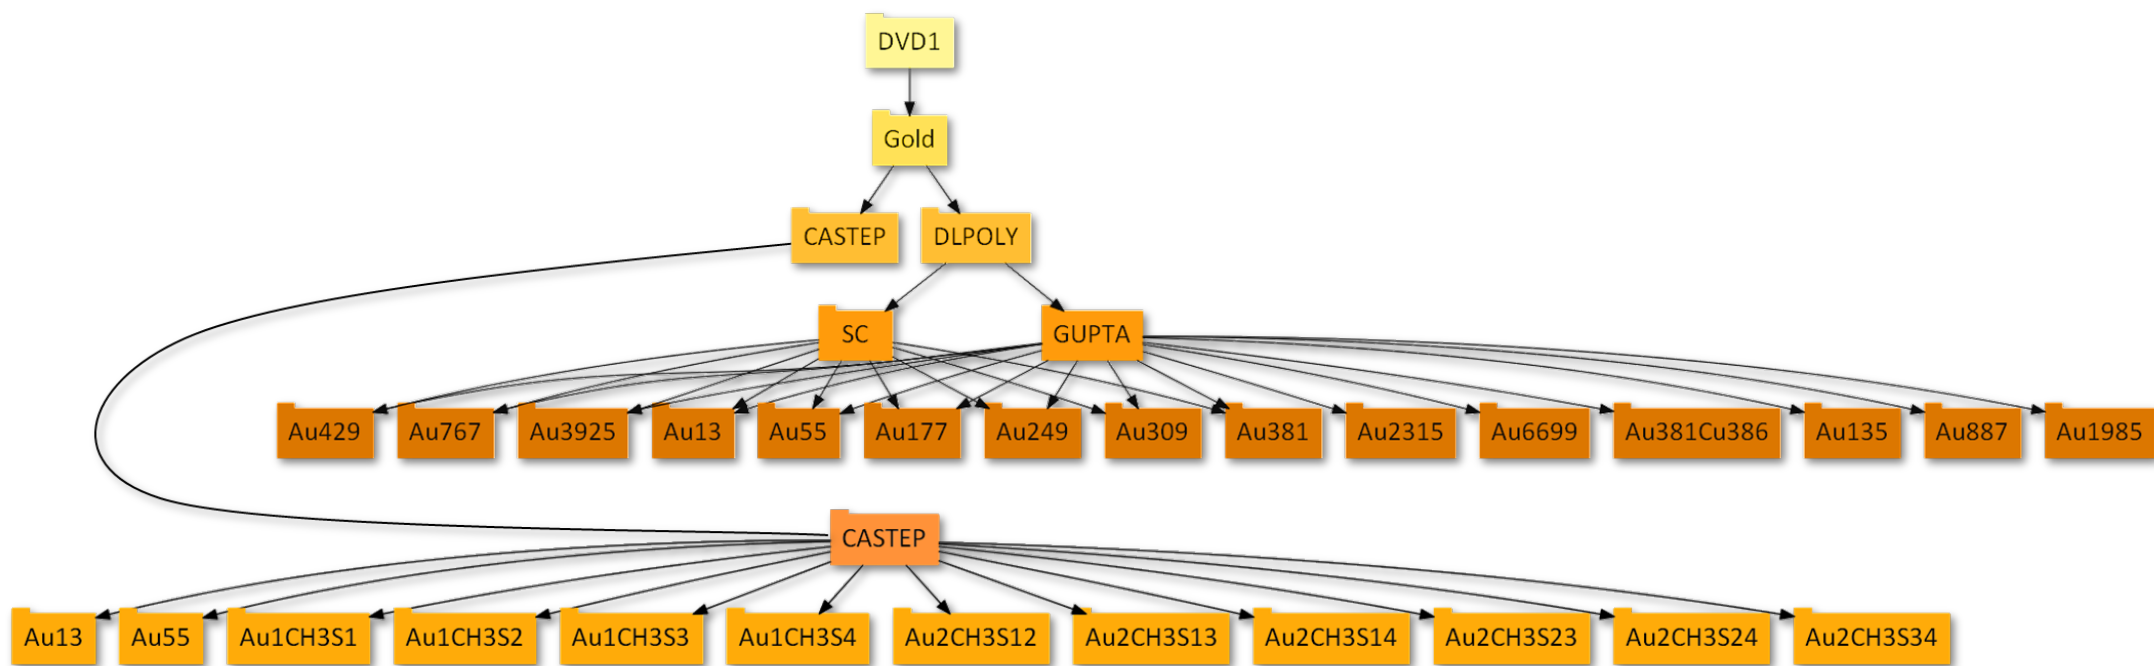 DVD1
Gold
CASTEP DLPOLY
SC GUPTA
Au429 Au767 Au3925 Au13 Au55 Au177 Au249 Au309 Au381 Au2315 Au6699 Au381Cu386 Au135 Au887 Au1985
CASTEP
Au13 Au55 Au1CH3S1 Au1CH3S2 Au1CH3S3 Au1CH3S4 Au2CH3S12 Au2CH3S13 Au2CH3S14 Au2CH3S23 Au2CH3S24 Au2CH3S34